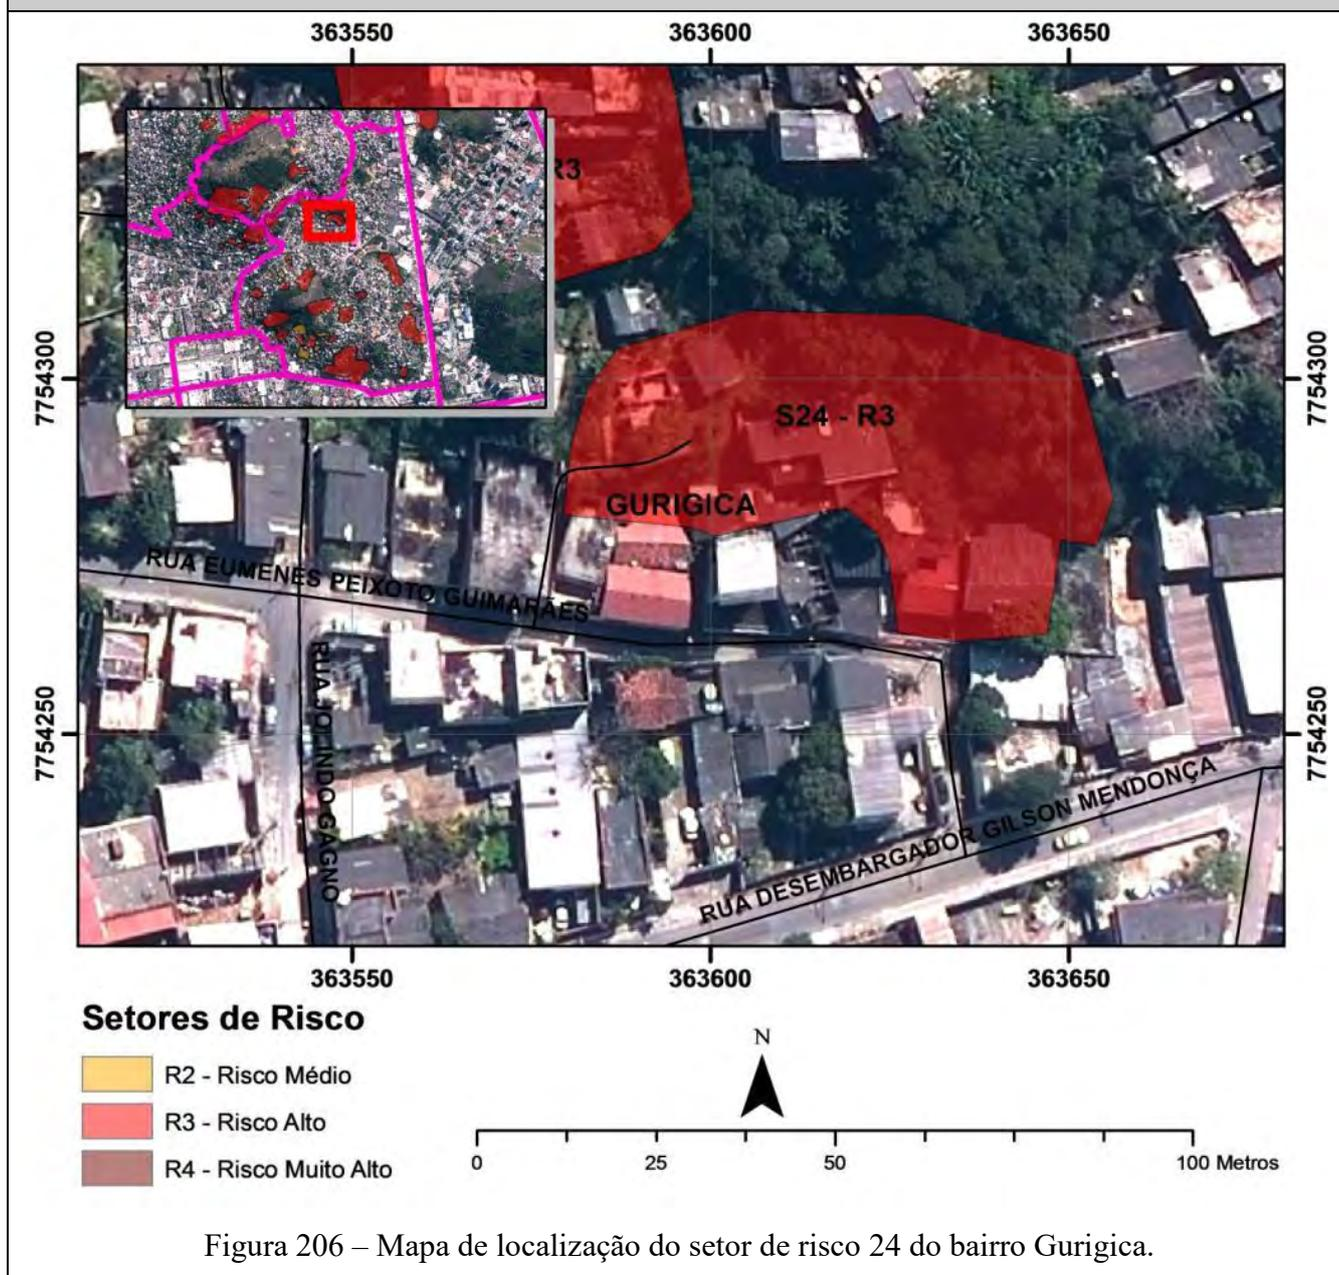 363550
363600
363650
R3
7754300
7754300
S24 - R3
GURIGICA
RUA EUMENES PEIXOTO GUIMARÃES
RUA JOLINDO GAGNO
7754250
7754250
RUA DESEMBARGADOR GILSON MENDONÇA
363550
363600
363650
Setores de Risco
R2 - Risco Médio
R3 - Risco Alto
R4 - Risco Muito Alto
N
0
25
50
100 Metros
Figura 206 – Mapa de localização do setor de risco 24 do bairro Gurigica.